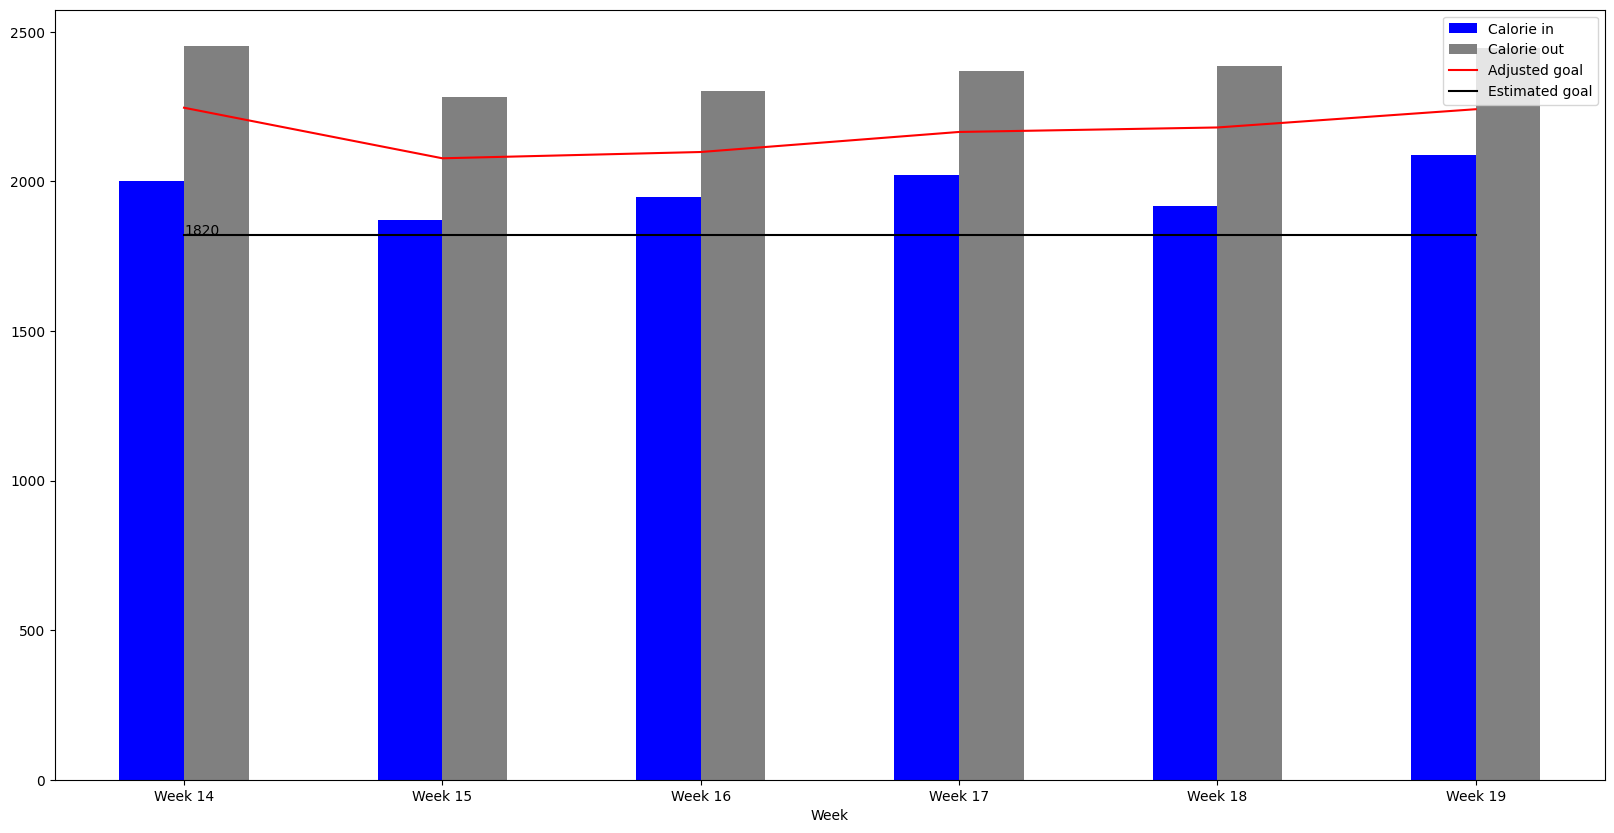 2500
2000
1500
1000
500
0
Calorie in
Calorie out
Adjusted goal
Estimated goal
1820
Week 14 Week 15 Week 16 Week 17 Week 18 Week 19
Week